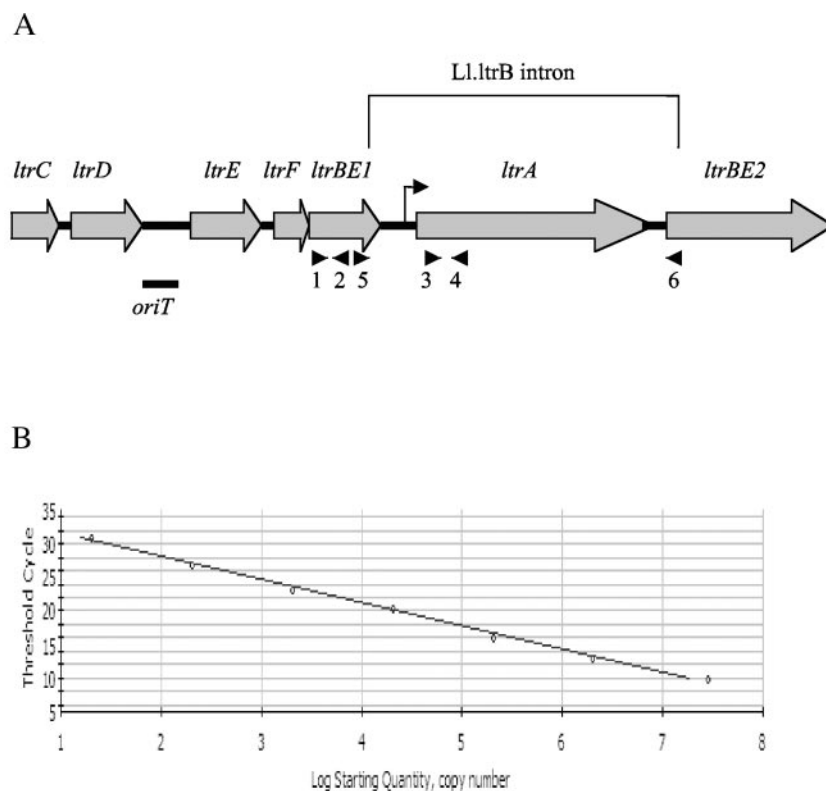 A
Ll.ltrB intron
ltrC ltrD ltrE ltrF ltrBE1 ltrA ltrBE2
1 2 5 3 4 6
oriT
B
Threshold Cycle
35
30
25
20
15
10
5
1 2 3 4 5 6 7 8
Log Starting Quantity, copy number